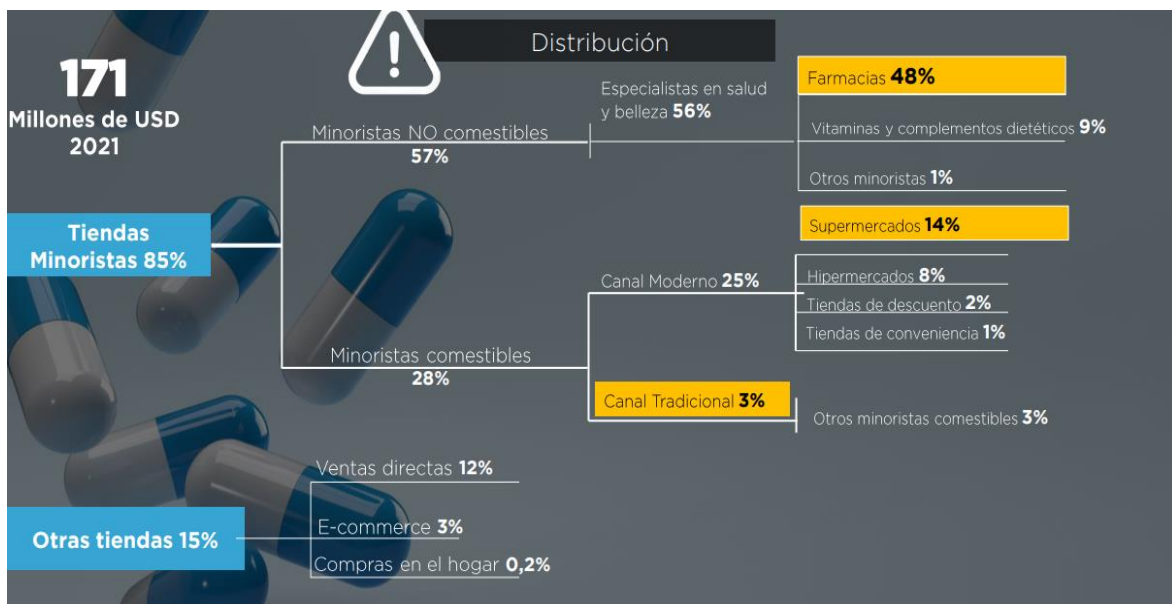 Distribución
171
Millones de USD
2021
Tiendas
Minoristas 85%
Minoristas NO comestibles
57%
Especialistas en salud
y belleza 56%
Farmacias 48%
Vitaminas y complementos dietéticos 9%
Otros minoristas 1%
Minoristas comestibles
28%
Canal Moderno 25%
Supermercados 14%
Hipermercados 8%
Tiendas de descuento 2%
Tiendas de conveniencia 1%
Canal Tradicional 3%
Otros minoristas comestibles 3%
Otras tiendas 15%
Ventas directas 12%
E-commerce 3%
Compras en el hogar 0,2%